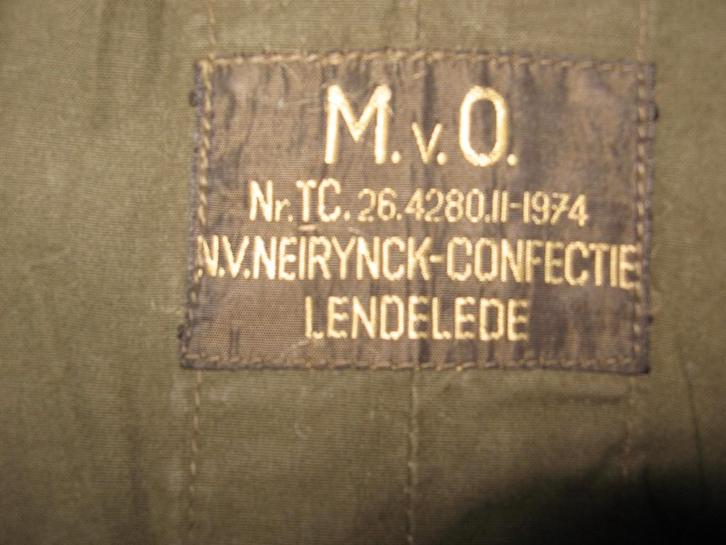 M.v.O.
Nr.TC.26.4280.II-1974
N.V.NEIRYNCK-CONFECTIE
LENDELEDE